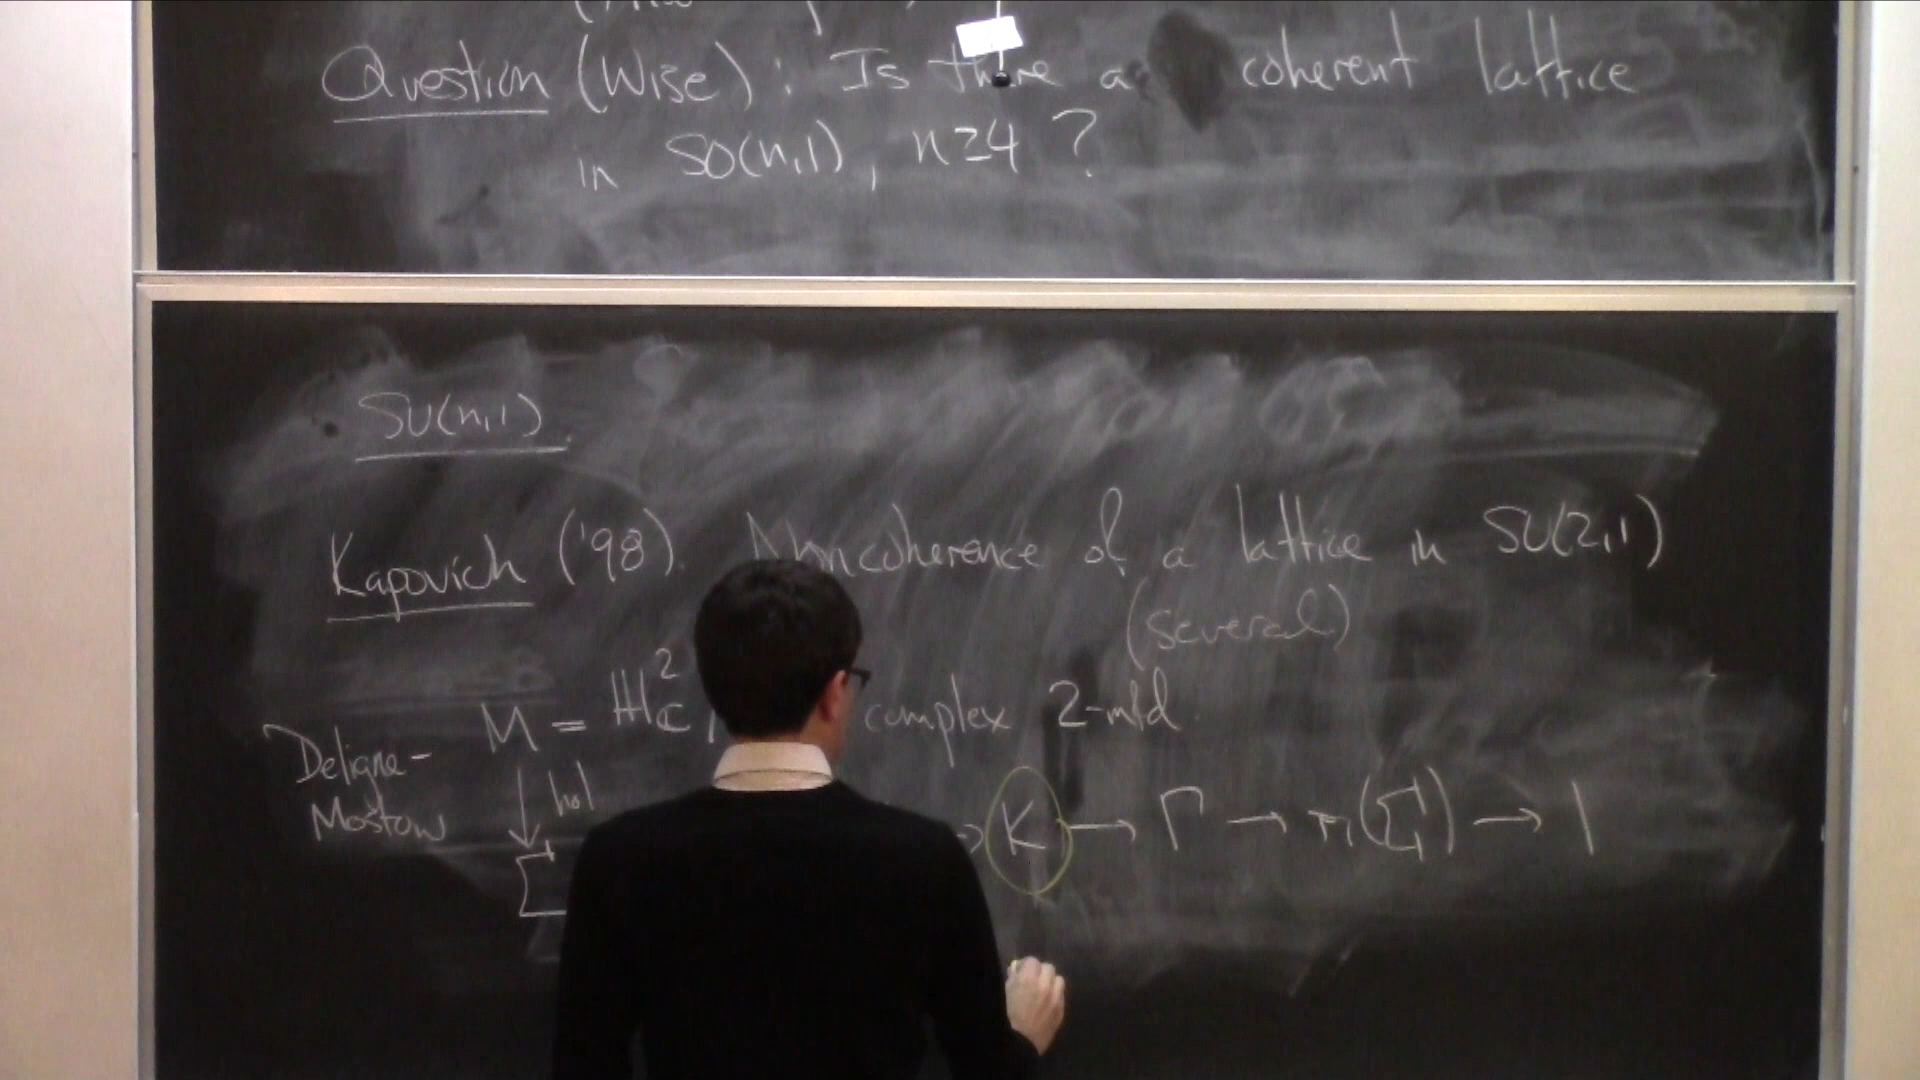 Question (Wise): Is there a coherent lattice
in SO(n,1), n≥4 ?
SU(n,1).
Kapovich ('98). Noncoherence of a lattice in SU(2,1)
(several)
M = ℍ²_ℂ / complex 2-mfd.
Deligne-
Mostow
↓ hol
→ K → Γ → π₁(Σ) → 1
Σ